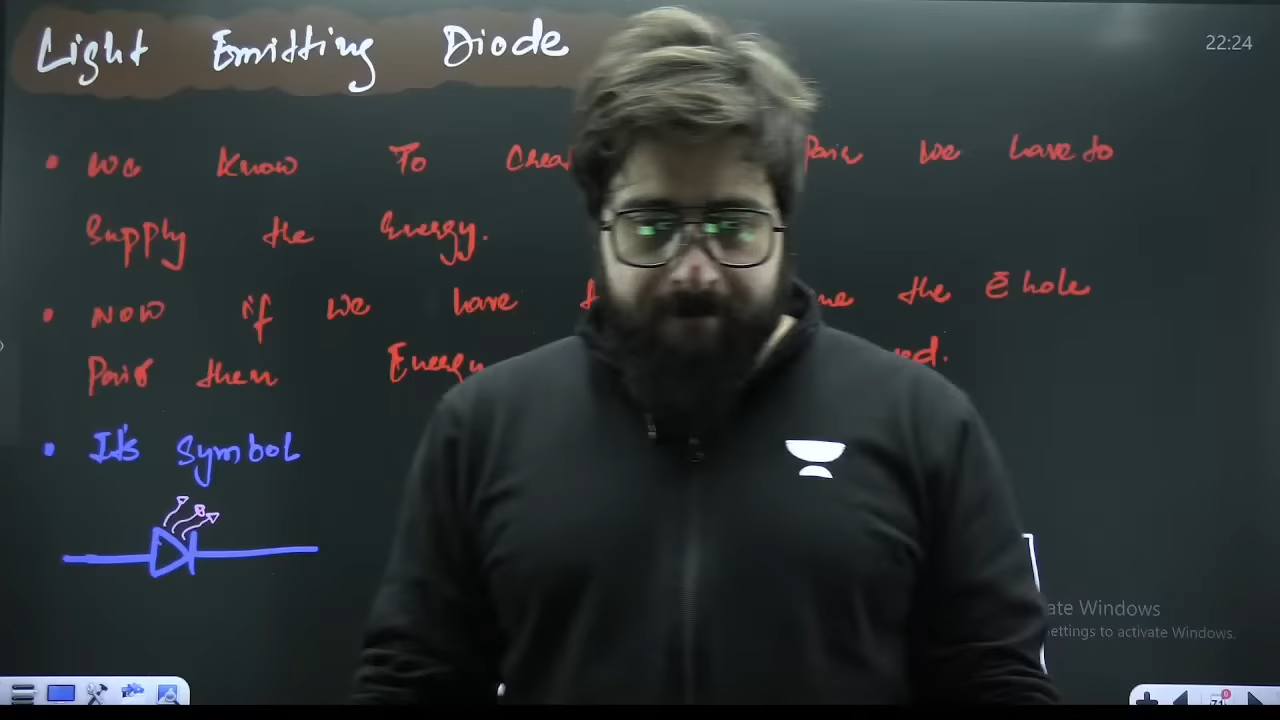 Light Emitting Diode
22:24
• We know To Pair we have to
Supply the Energy.
• Now if we have the ē hole
Pair then
• It's Symbol
ate Windows
ettings to activate Windows.